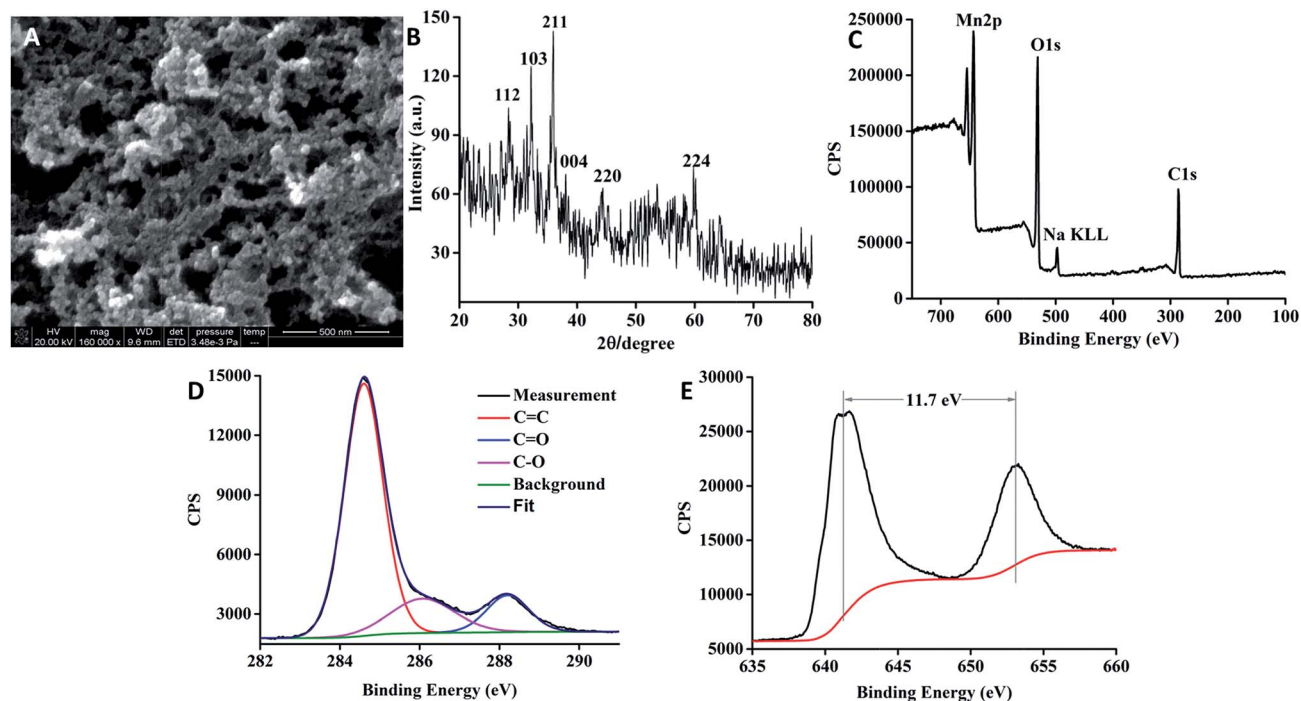 A
HV mag WD det pressure temp
20.00 kV 160 000 x 9.6 mm ETD 3.48e-3 Pa ---
500 nm
B
Intensity (a.u.)
150
120
90
60
30
112
103
211
004
220
224
20 30 40 50 60 70 80
2θ/degree
C
CPS
250000
200000
150000
100000
50000
0
Mn2p
O1s
Na KLL
C1s
700 600 500 400 300 200 100
Binding Energy (eV)
D
CPS
15000
12000
9000
6000
3000
Measurement
C=C
C=O
C-O
Background
Fit
282 284 286 288 290
Binding Energy (eV)
E
CPS
30000
25000
20000
15000
10000
5000
11.7 eV
635 640 645 650 655 660
Binding Energy (eV)